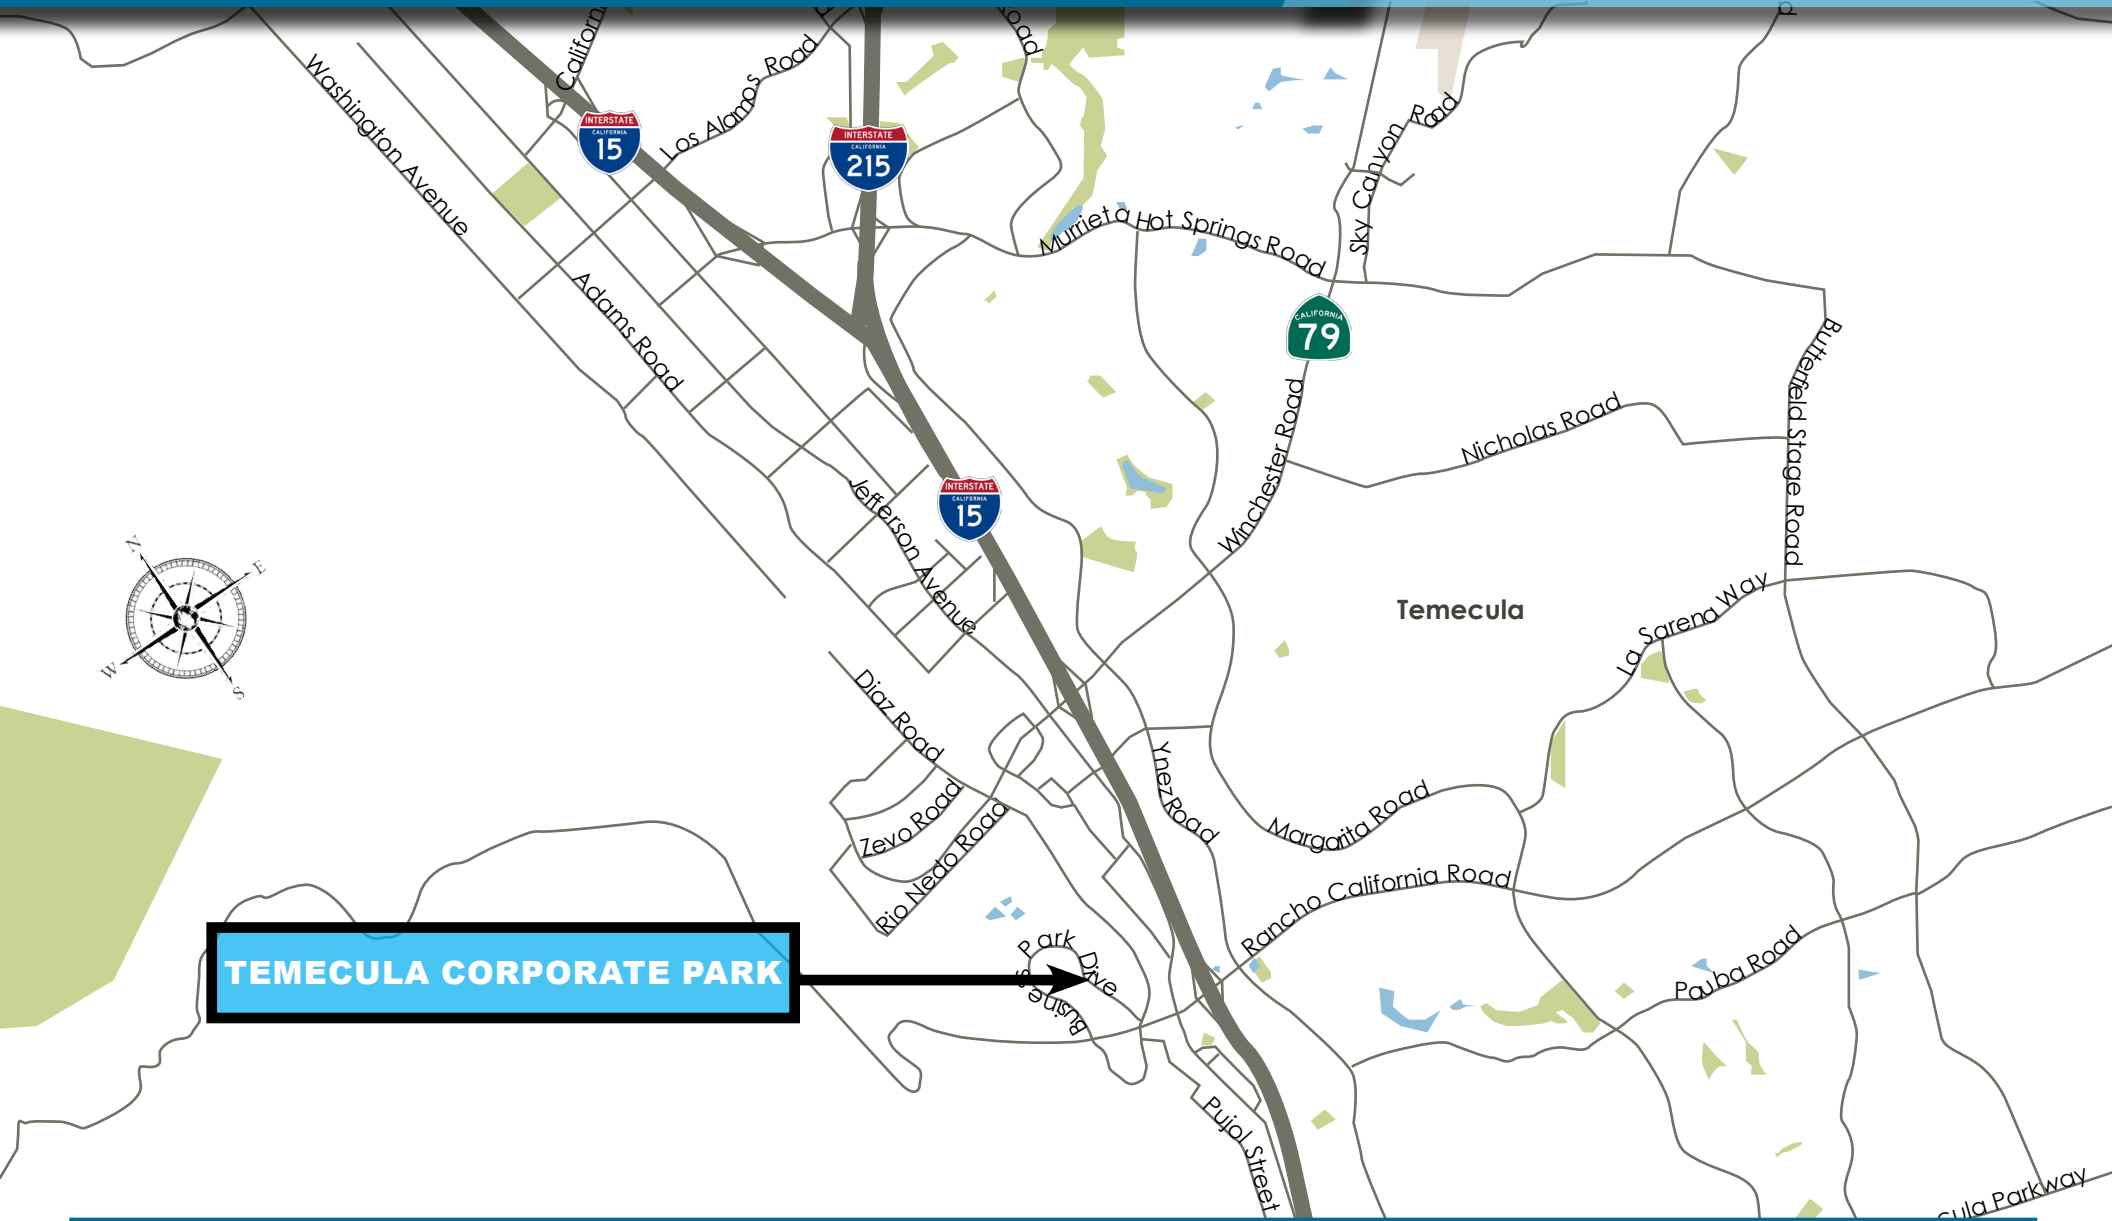 Californi
Los Alamos Road
oad
d
Washington Avenue
INTERSTATE
CALIFORNIA
15
INTERSTATE
CALIFORNIA
215
Sky Canyon Road
Murrieta Hot Springs Road
Adams Road
CALIFORNIA
79
Butterfield Stage Road
Winchester Road
Nicholas Road
INTERSTATE
CALIFORNIA
15
Jefferson Avenue
N
E
W
S
Temecula
La Sarena Way
Diaz Road
Ynez Road
Zevo Road
Rio Nedo Road
Margarita Road
Rancho California Road
TEMECULA CORPORATE PARK
Business Park Drive
Pauba Road
Pujol Street
cula Parkway